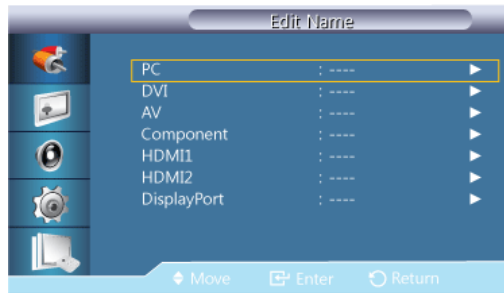 Edit Name
PC : ---- ►
DVI : ---- ►
AV : ---- ►
Component : ---- ►
HDMI1 : ---- ►
HDMI2 : ---- ►
DisplayPort : ---- ►
Move Enter Return